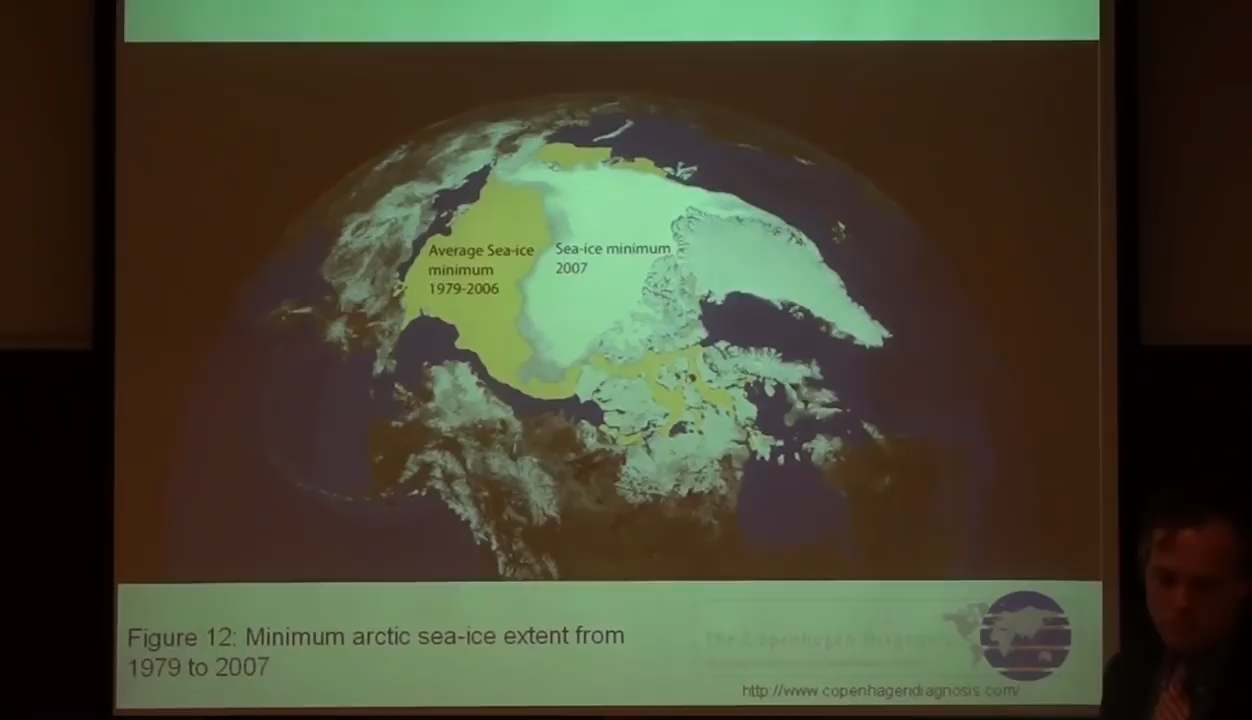 Average Sea-ice
minimum
1979-2006
Sea-ice minimum
2007
Figure 12: Minimum arctic sea-ice extent from
1979 to 2007
The Copenhagen Diagnosis
http://www.copenhagendiagnosis.com/